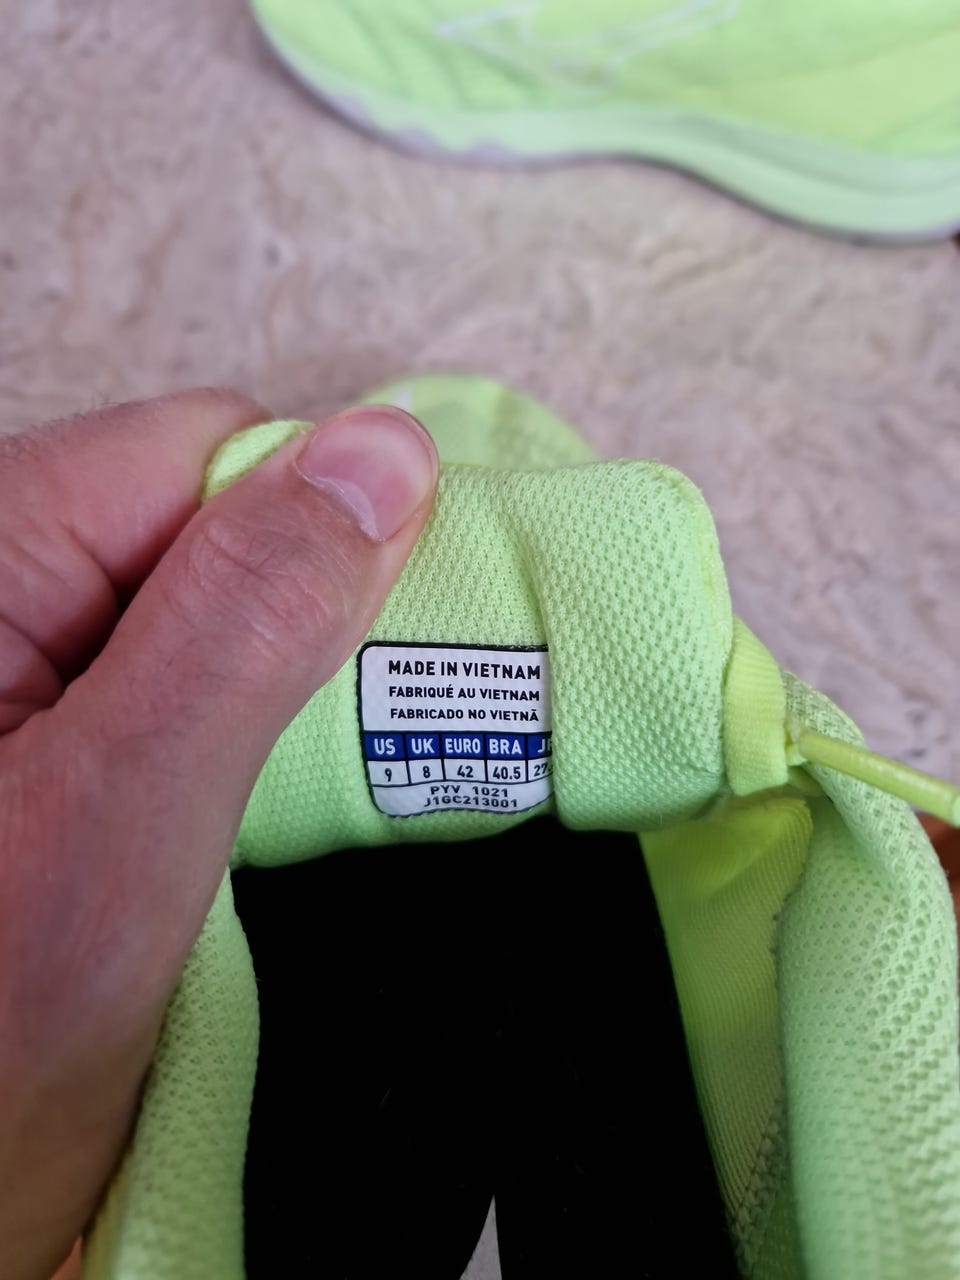 MADE IN VIETNAM
FABRIQUÉ AU VIETNAM
FABRICADO NO VIETNÃ
US UK EURO BRA
9 8 42 40.5
PYV 1021
J1GC213001